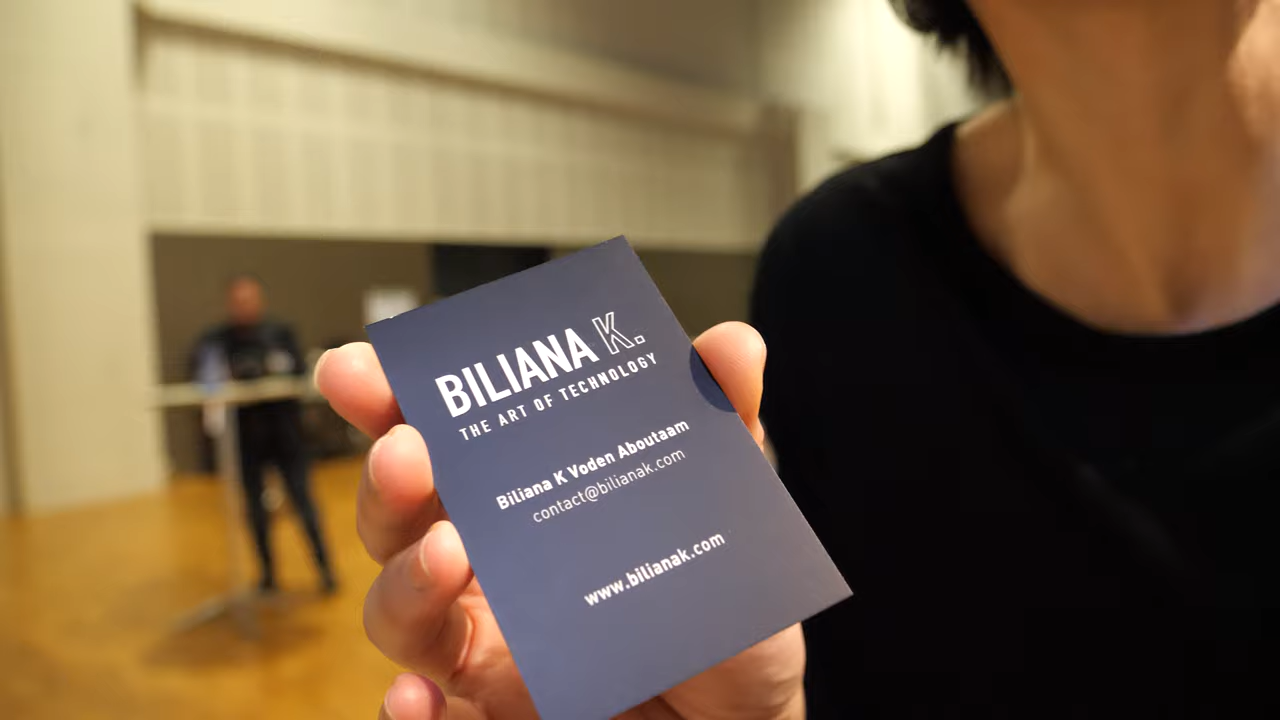 BILIANA K.
THE ART OF TECHNOLOGY
Biliana K Voden Aboutaam
contact@bilianak.com
www.bilianak.com